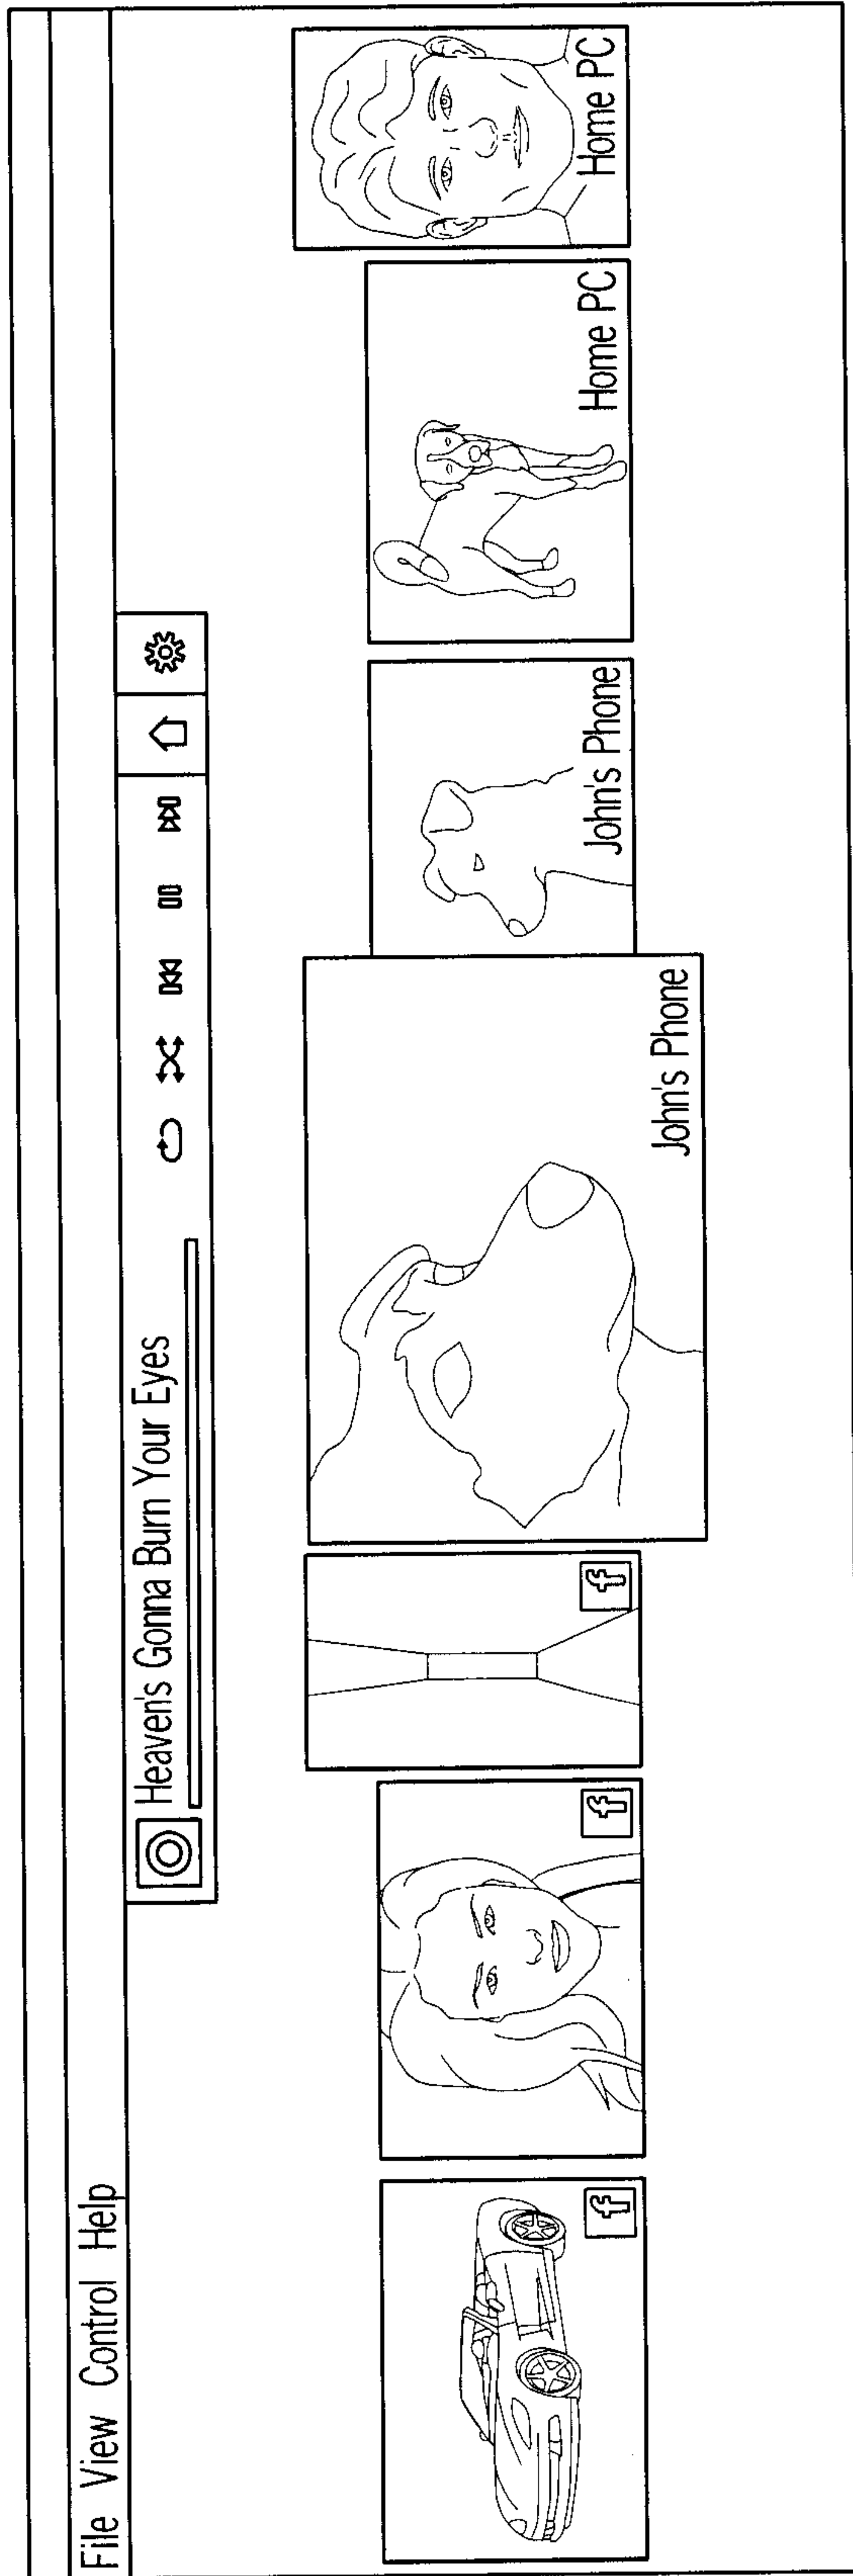 File View Control Help
Heaven's Gonna Burn Your Eyes
f
f
f
John's Phone
John's Phone
Home PC
Home PC